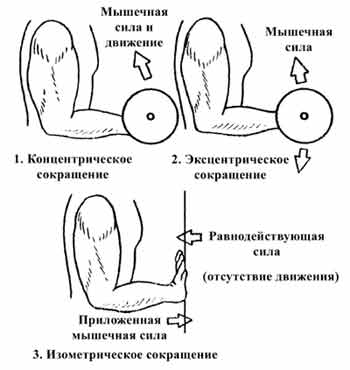 Мышечная
сила и
движение
Мышечная
сила
1. Концентрическое
сокращение
2. Эксцентрическое
сокращение
Равнодействующая
сила
(отсутствие движения)
Приложенная
мышечная сила
3. Изометрическое сокращение